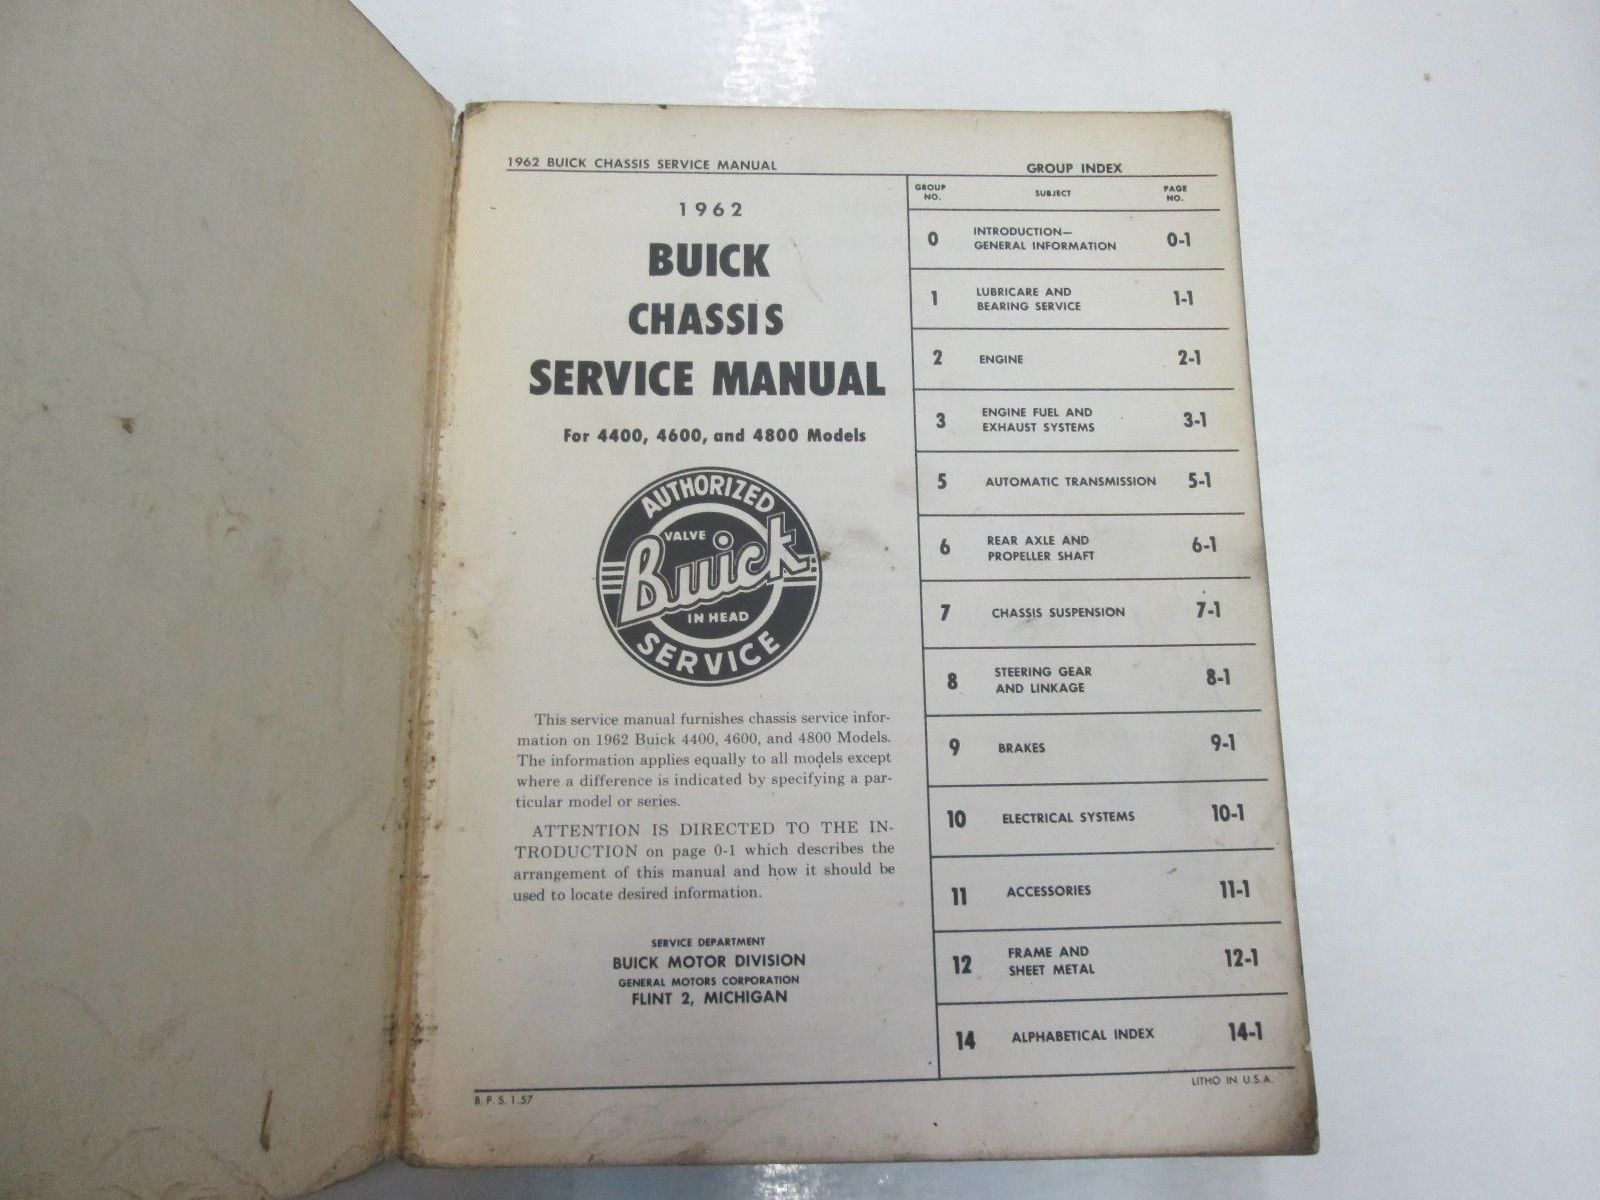 1962 BUICK CHASSIS SERVICE MANUAL
1962
BUICK
CHASSIS
SERVICE MANUAL
For 4400, 4600, and 4800 Models
AUTHORIZED
VALVE
Buick
IN HEAD
SERVICE
This service manual furnishes chassis service infor-
mation on 1962 Buick 4400, 4600, and 4800 Models.
The information applies equally to all models except
where a difference is indicated by specifying a par-
ticular model or series.
ATTENTION IS DIRECTED TO THE IN-
TRODUCTION on page 0-1 which describes the
arrangement of this manual and how it should be
used to locate desired information.
SERVICE DEPARTMENT
BUICK MOTOR DIVISION
GENERAL MOTORS CORPORATION
FLINT 2, MICHIGAN
B. P. S. 1.57
GROUP INDEX
GROUP NO. SUBJECT PAGE NO.
0 INTRODUCTION— 0-1
GENERAL INFORMATION
1 LUBRICARE AND 1-1
BEARING SERVICE
2 ENGINE 2-1
3 ENGINE FUEL AND 3-1
EXHAUST SYSTEMS
5 AUTOMATIC TRANSMISSION 5-1
6 REAR AXLE AND 6-1
PROPELLER SHAFT
7 CHASSIS SUSPENSION 7-1
8 STEERING GEAR 8-1
AND LINKAGE
9 BRAKES 9-1
10 ELECTRICAL SYSTEMS 10-1
11 ACCESSORIES 11-1
12 FRAME AND 12-1
SHEET METAL
14 ALPHABETICAL INDEX 14-1
LITHO IN U.S.A.